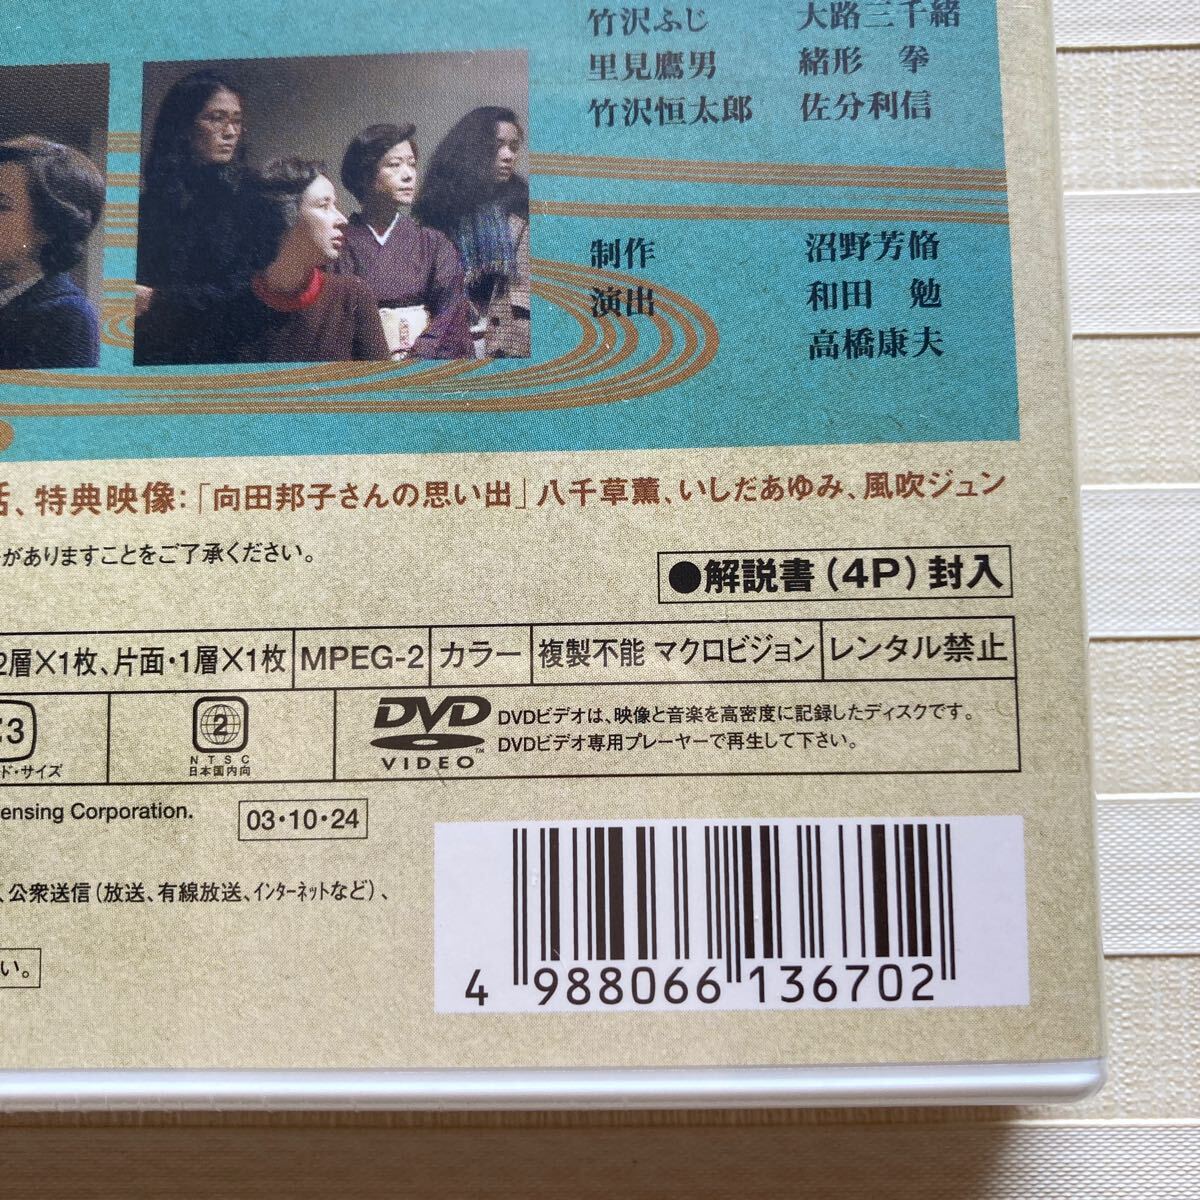 竹沢ふじ　大路三千緒
里見鷹男　緒形　拳
竹沢恒太郎　佐分利信
制作　沼野芳脩
演出　和田　勉
高橋康夫
話、特典映像:「向田邦子さんの思い出」八千草薫、いしだあゆみ、風吹ジュン
がありますことをご了承ください。
●解説書(4P)封入
2層×1枚、片面・1層×1枚 MPEG-2 カラー 複製不能 マクロビジョン レンタル禁止
:3
ド・サイズ
2
NTSC
日本国内向
DVD
VIDEO
™
DVDビデオは、映像と音楽を高密度に記録したディスクです。
DVDビデオ専用プレーヤーで再生して下さい。
ensing Corporation.
03・10・24
、公衆送信(放送、有線放送、インターネットなど)、
い。
4 988066 136702